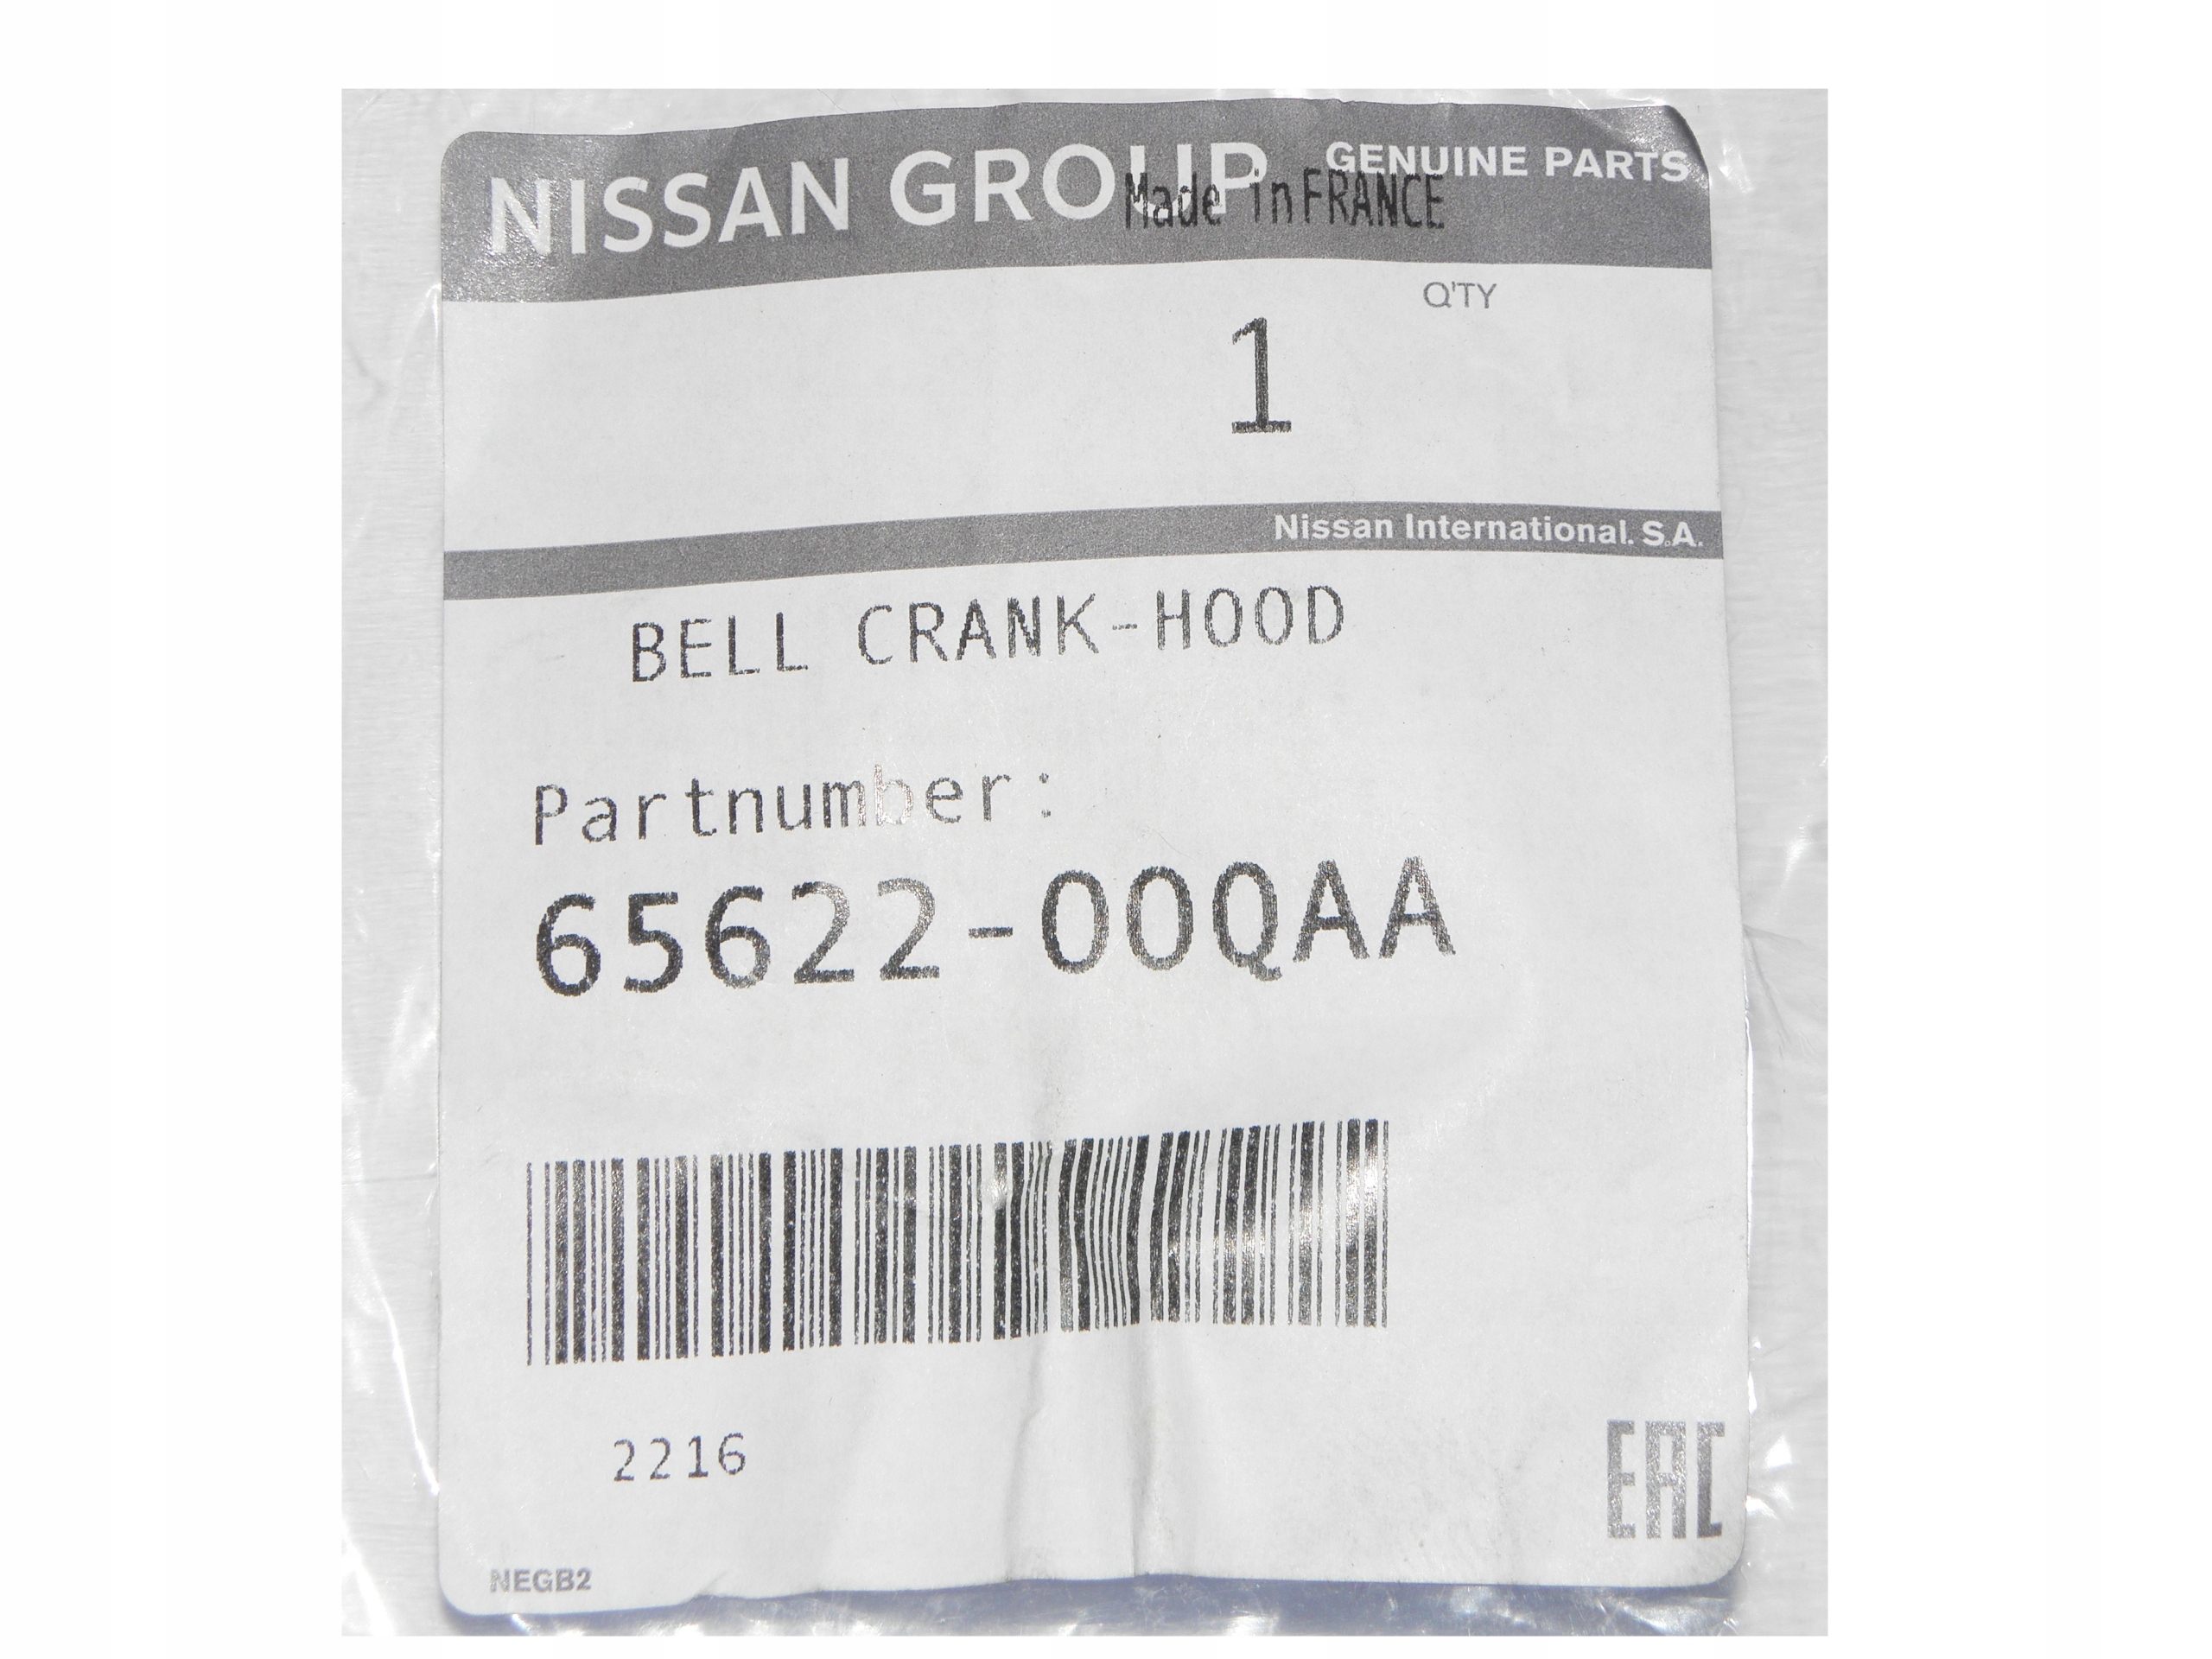 NISSAN GROUP GENUINE PARTS
Made in FRANCE
Q'TY
1
Nissan International. S.A.
BELL CRANK-HOOD
Partnumber:
65622-00QAA
2216
EAC
NEGB2